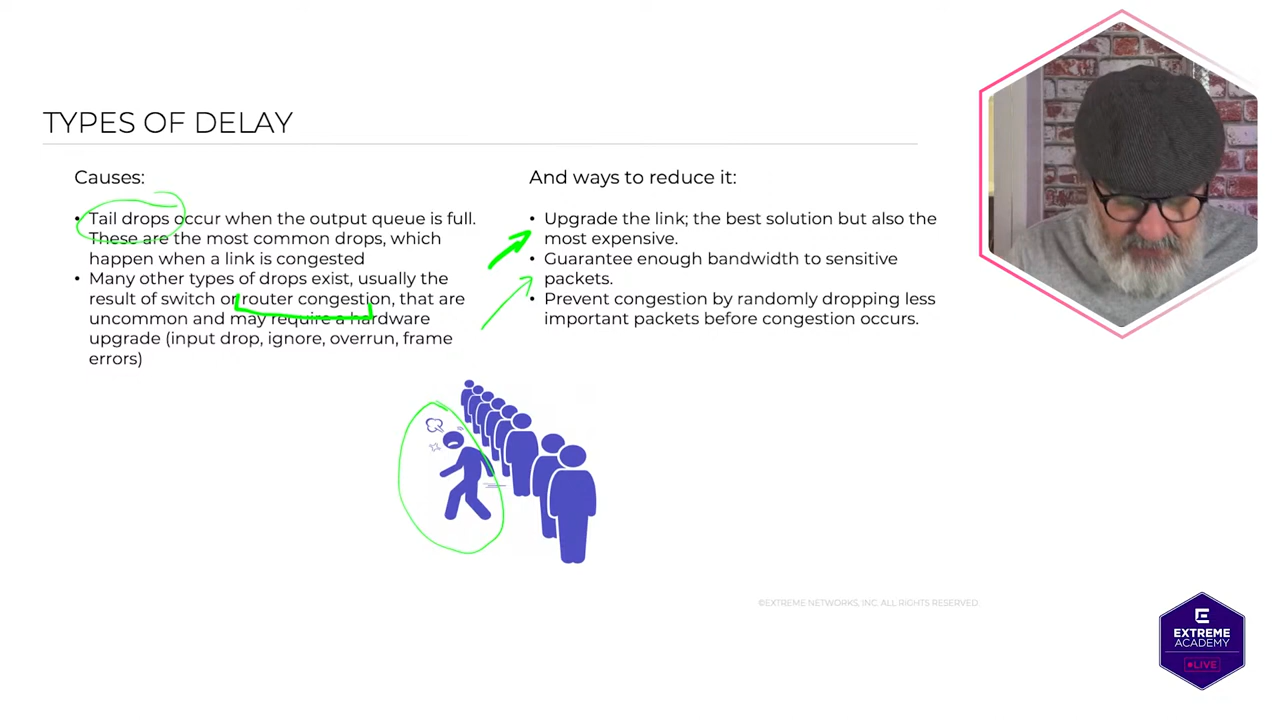 TYPES OF DELAY
Causes:
• Tail drops occur when the output queue is full.
These are the most common drops, which
happen when a link is congested
• Many other types of drops exist, usually the
result of switch or router congestion, that are
uncommon and may require a hardware
upgrade (input drop, ignore, overrun, frame
errors)
And ways to reduce it:
• Upgrade the link; the best solution but also the
most expensive.
• Guarantee enough bandwidth to sensitive
packets.
• Prevent congestion by randomly dropping less
important packets before congestion occurs.
©EXTREME NETWORKS, INC. ALL RIGHTS RESERVED.
EXTREME
ACADEMY
LIVE